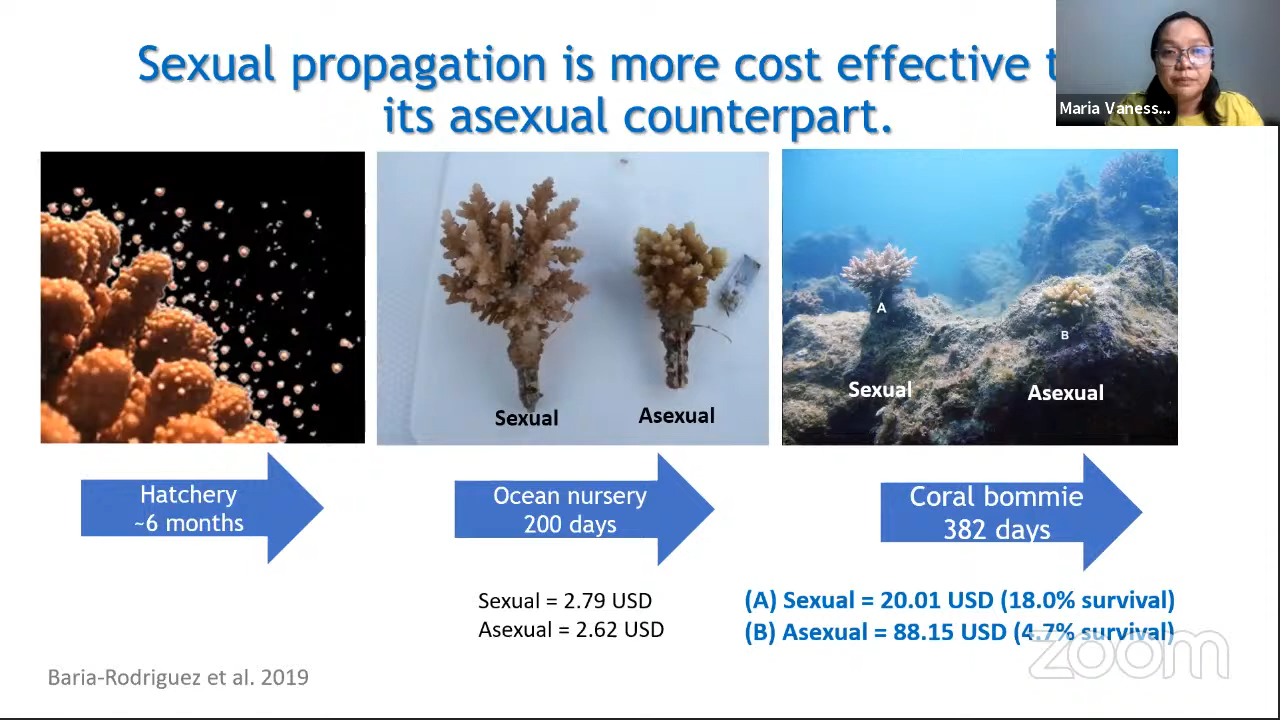 Sexual propagation is more cost effective
its asexual counterpart.
Maria Vaness...
Sexual
Asexual
A
B
Sexual
Asexual
Hatchery
~6 months
Ocean nursery
200 days
Coral bommie
382 days
Sexual = 2.79 USD
Asexual = 2.62 USD
(A) Sexual = 20.01 USD (18.0% survival)
(B) Asexual = 88.15 USD (4.7% survival)
zoom
Baria-Rodriguez et al. 2019